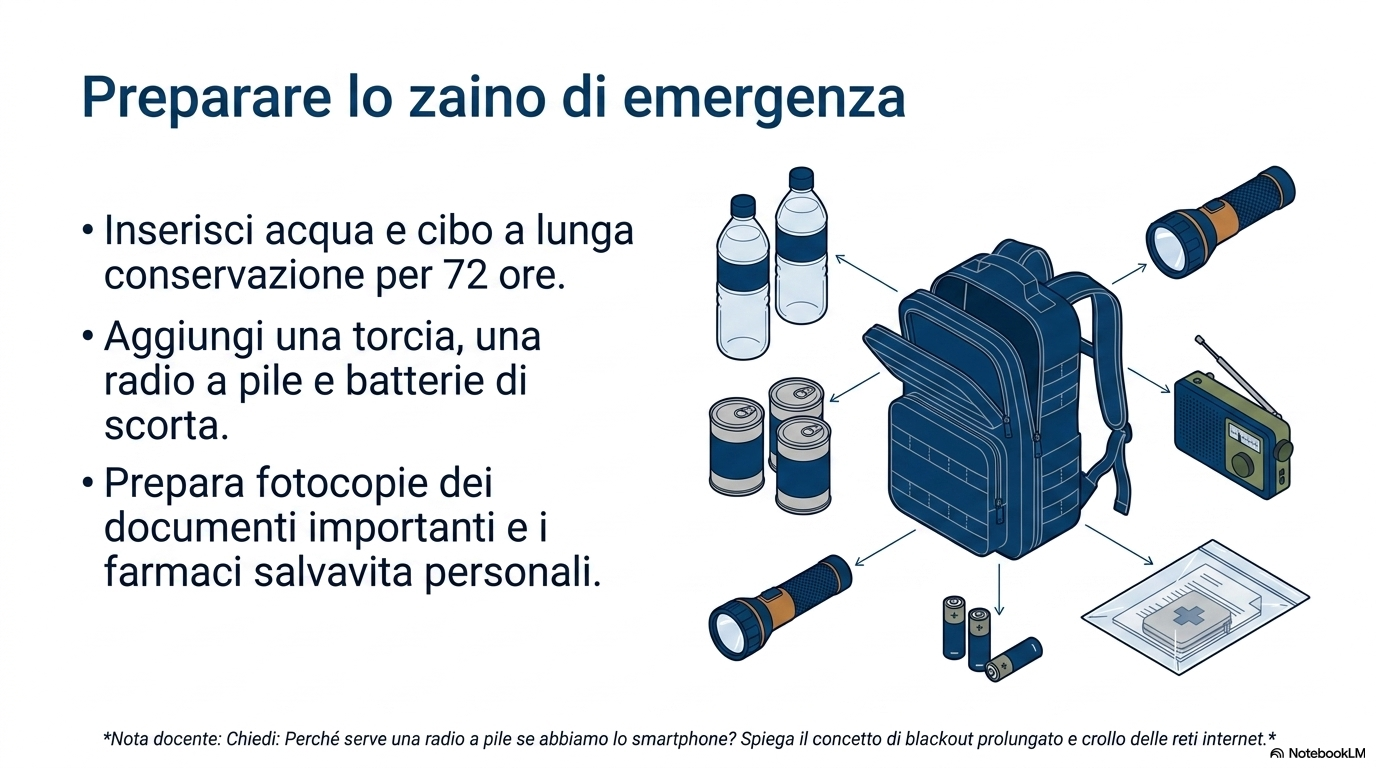 Preparare lo zaino di emergenza
• Inserisci acqua e cibo a lunga
conservazione per 72 ore.
• Aggiungi una torcia, una
radio a pile e batterie di
scorta.
• Prepara fotocopie dei
documenti importanti e i
farmaci salvavita personali.
*Nota docente: Chiedi: Perché serve una radio a pile se abbiamo lo smartphone? Spiega il concetto di blackout prolungato e crollo delle reti internet.*
NotebookLM